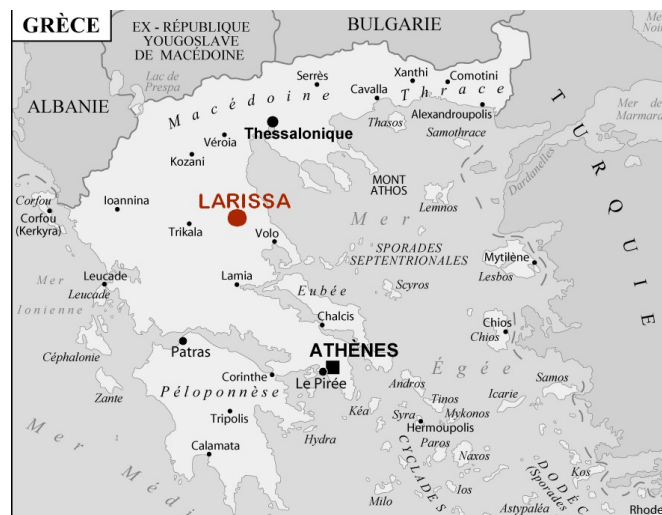 GRÈCE
EX - RÉPUBLIQUE
YOUGOSLAVE
DE MACÉDOINE
BULGARIE
Lac de
Prespa
ALBANIE
Serrès
Xanthi
Comotini
Cavalla
Thrace
Macédoine
Alexandroupolis
Thessalonique
Thasos
Samothrace
Mer de
Marmara
Dardanelles
TURQUIE
Véroia
Kozani
MONT
ATHOS
Lemnos
Corfou
Corfou
(Kerkyra)
Ioannina
LARISSA
Trikala
Volo
Mer
SPORADES
SEPTENTRIONALES
Mytilène
Lesbos
Mer
Ionienne
Leucade
Leucade
Lamia
Eubée
Scyros
Chalcis
Chios
Chios
Égée
Céphalonie
Patras
ATHÈNES
Le Pirée
Corinthe
Péloponnèse
Zante
Tripolis
Calamata
Andros
Tinos
Mykonos
Icarie
Samos
Kéa
Syra
Hermoupolis
Hydra
Paros
Naxos
CYCLADES
Milo
Ios
Kos
DODÉC
(Sporades
Astypaléa
Rhode
Mer Médi